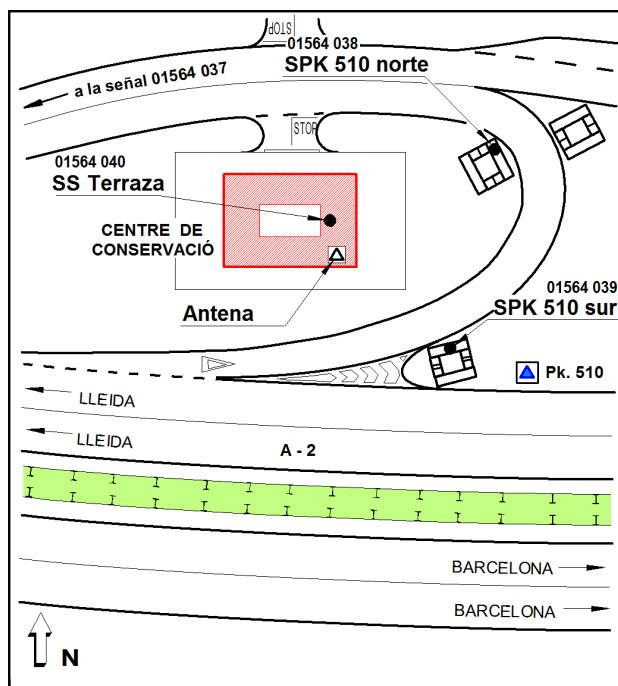 STOP
01564 038
SPK 510 norte
a la señal 01564 037
STOP
01564 040
SS Terraza
CENTRE DE
CONSERVACIÓ
Antena
01564 039
SPK 510 sur
Pk. 510
LLEIDA
LLEIDA
A - 2
BARCELONA
BARCELONA
N